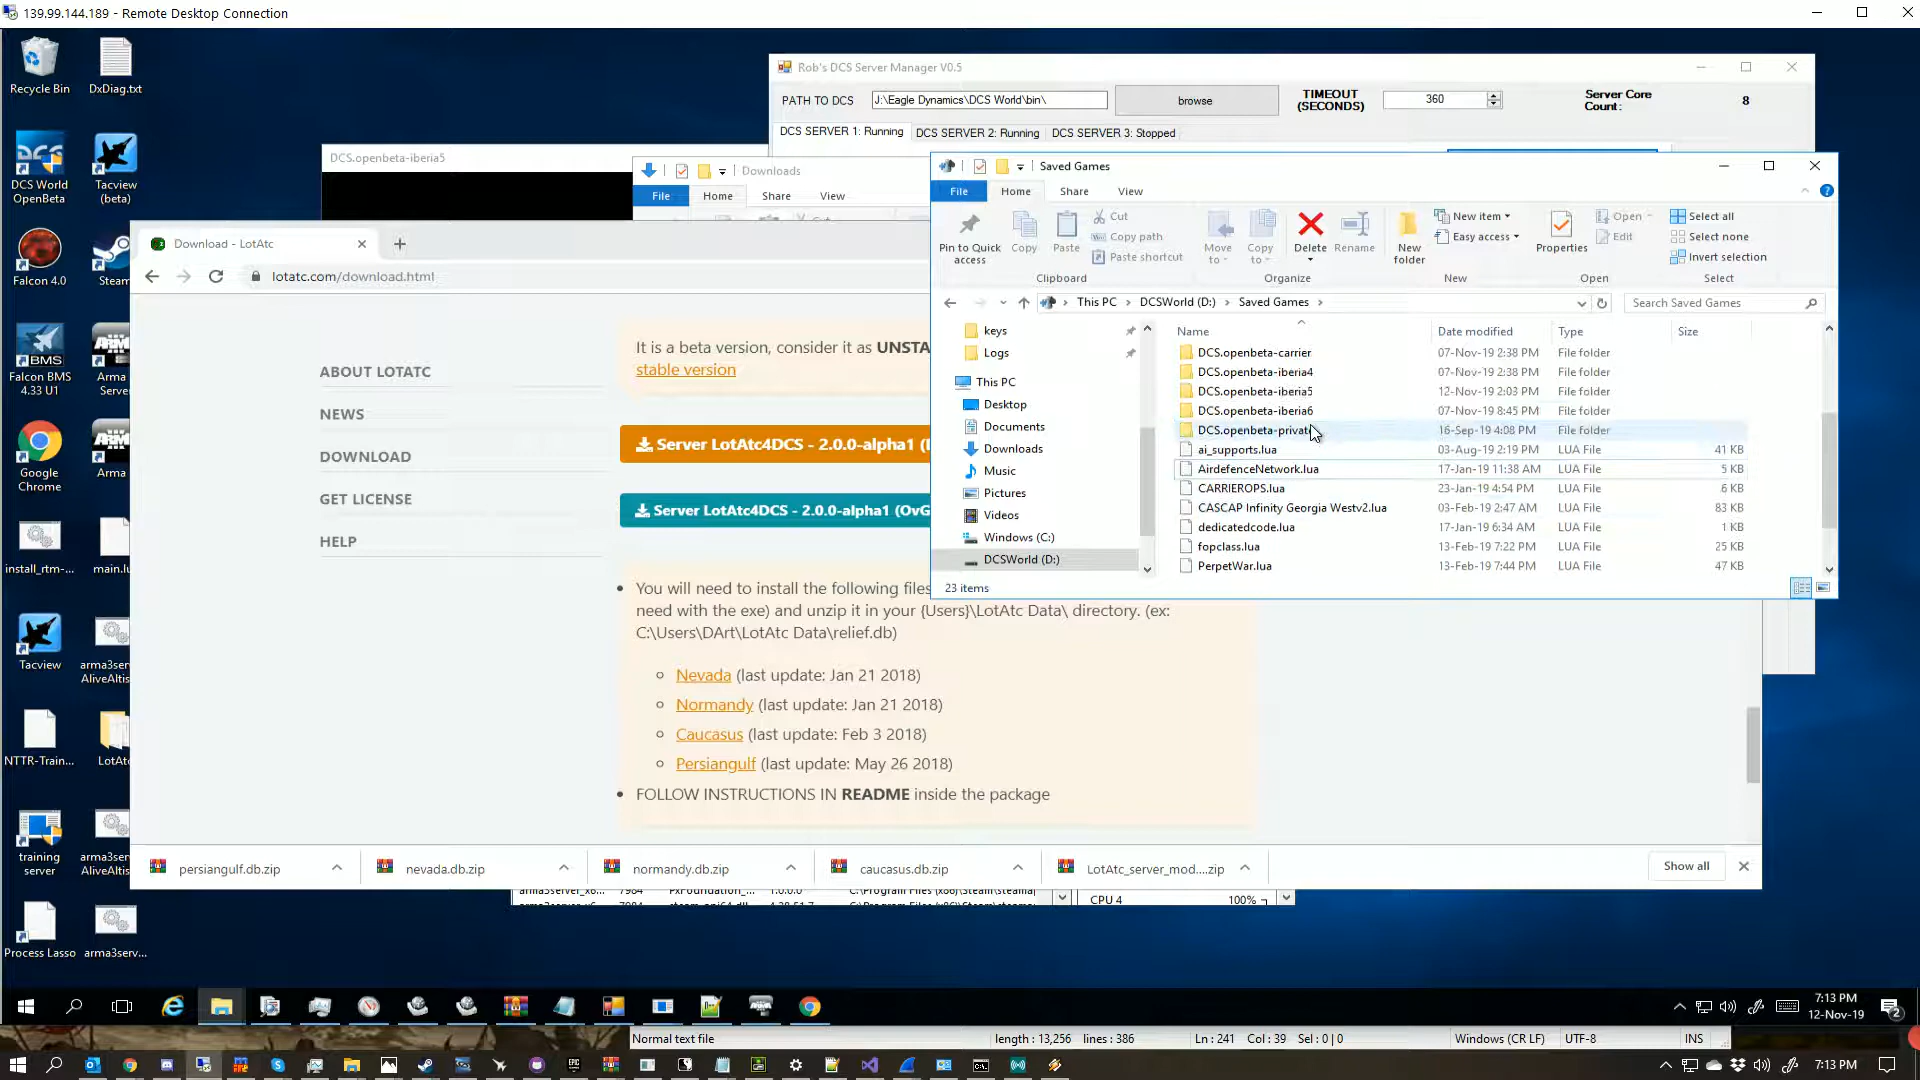 139.99.144.189 - Remote Desktop Connection
Recycle Bin
DxDiag.txt
DCS World OpenBeta
Tacview (beta)
Falcon 4.0
Steam
Falcon BMS 4.33 U1
Arma Server
Google Chrome
Arma
install_rtm-...
main.lu
Tacview
arma3ser
AliveAltis
NTTR-Train...
LotAtc
training server
arma3serv
AliveAltis
Process Lasso
arma3serv...
Rob's DCS Server Manager V0.5
PATH TO DCS
J:\Eagle Dynamics\DCS World\bin\
browse
TIMEOUT (SECONDS)
360
Server Core Count:
8
DCS SERVER 1: Running
DCS SERVER 2: Running
DCS SERVER 3: Stopped
DCS.openbeta-iberia5
Downloads
File
Home
Share
View
Download - LotAtc
lotatc.com/download.html
ABOUT LOTATC
NEWS
DOWNLOAD
GET LICENSE
HELP
It is a beta version, consider it as UNSTA
stable version
Server LotAtc4DCS - 2.0.0-alpha1 (
Server LotAtc4DCS - 2.0.0-alpha1 (OvG
You will need to install the following files
need with the exe) and unzip it in your {Users}\LotAtc Data\ directory. (ex:
C:\Users\DArt\LotAtc Data\relief.db)
Nevada (last update: Jan 21 2018)
Normandy (last update: Jan 21 2018)
Caucasus (last update: Feb 3 2018)
Persiangulf (last update: May 26 2018)
FOLLOW INSTRUCTIONS IN README inside the package
persiangulf.db.zip
nevada.db.zip
normandy.db.zip
caucasus.db.zip
LotAtc_server_mod....zip
Show all
Saved Games
File
Home
Share
View
Pin to Quick access
Copy
Paste
Cut
Copy path
Paste shortcut
Clipboard
Move to
Copy to
Delete
Rename
Organize
New folder
New item
Easy access
New
Properties
Open
Edit
Open
Select all
Select none
Invert selection
Select
This PC
DCSWorld (D:)
Saved Games
Search Saved Games
keys
Logs
This PC
Desktop
Documents
Downloads
Music
Pictures
Videos
Windows (C:)
DCSWorld (D:)
Name
Date modified
Type
Size
DCS.openbeta-carrier 07-Nov-19 2:38 PM File folder
DCS.openbeta-iberia4 07-Nov-19 2:38 PM File folder
DCS.openbeta-iberia5 12-Nov-19 2:03 PM File folder
DCS.openbeta-iberia6 07-Nov-19 8:45 PM File folder
DCS.openbeta-private 16-Sep-19 4:08 PM File folder
ai_supports.lua 03-Aug-19 2:19 PM LUA File 41 KB
AirdefenceNetwork.lua 17-Jan-19 11:38 AM LUA File 5 KB
CARRIEROPS.lua 23-Jan-19 4:54 PM LUA File 6 KB
CASCAP Infinity Georgia Westv2.lua 03-Feb-19 2:47 AM LUA File 83 KB
dedicatedcode.lua 17-Jan-19 6:34 AM LUA File 1 KB
fopclass.lua 13-Feb-19 7:22 PM LUA File 25 KB
PerpetWar.lua 13-Feb-19 7:44 PM LUA File 47 KB
23 items
CPU 4
100%
7:13 PM
12-Nov-19
2
Normal text file
length : 13,256 lines : 386
Ln : 241 Col : 39 Sel : 0 | 0
Windows (CR LF)
UTF-8
INS
7:13 PM